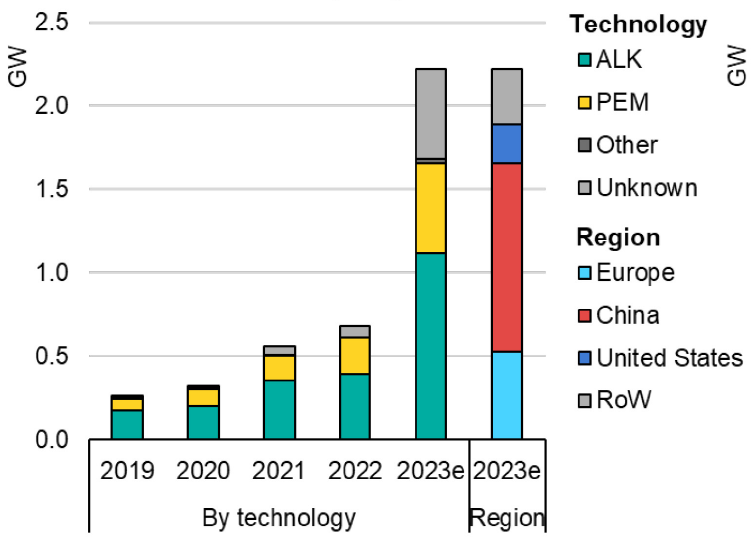 GW
2.5
2.0
1.5
1.0
0.5
0.0
2019 2020 2021 2022 2023e 2023e
By technology Region
Technology
ALK
PEM
Other
Unknown
Region
Europe
China
United States
RoW
GW